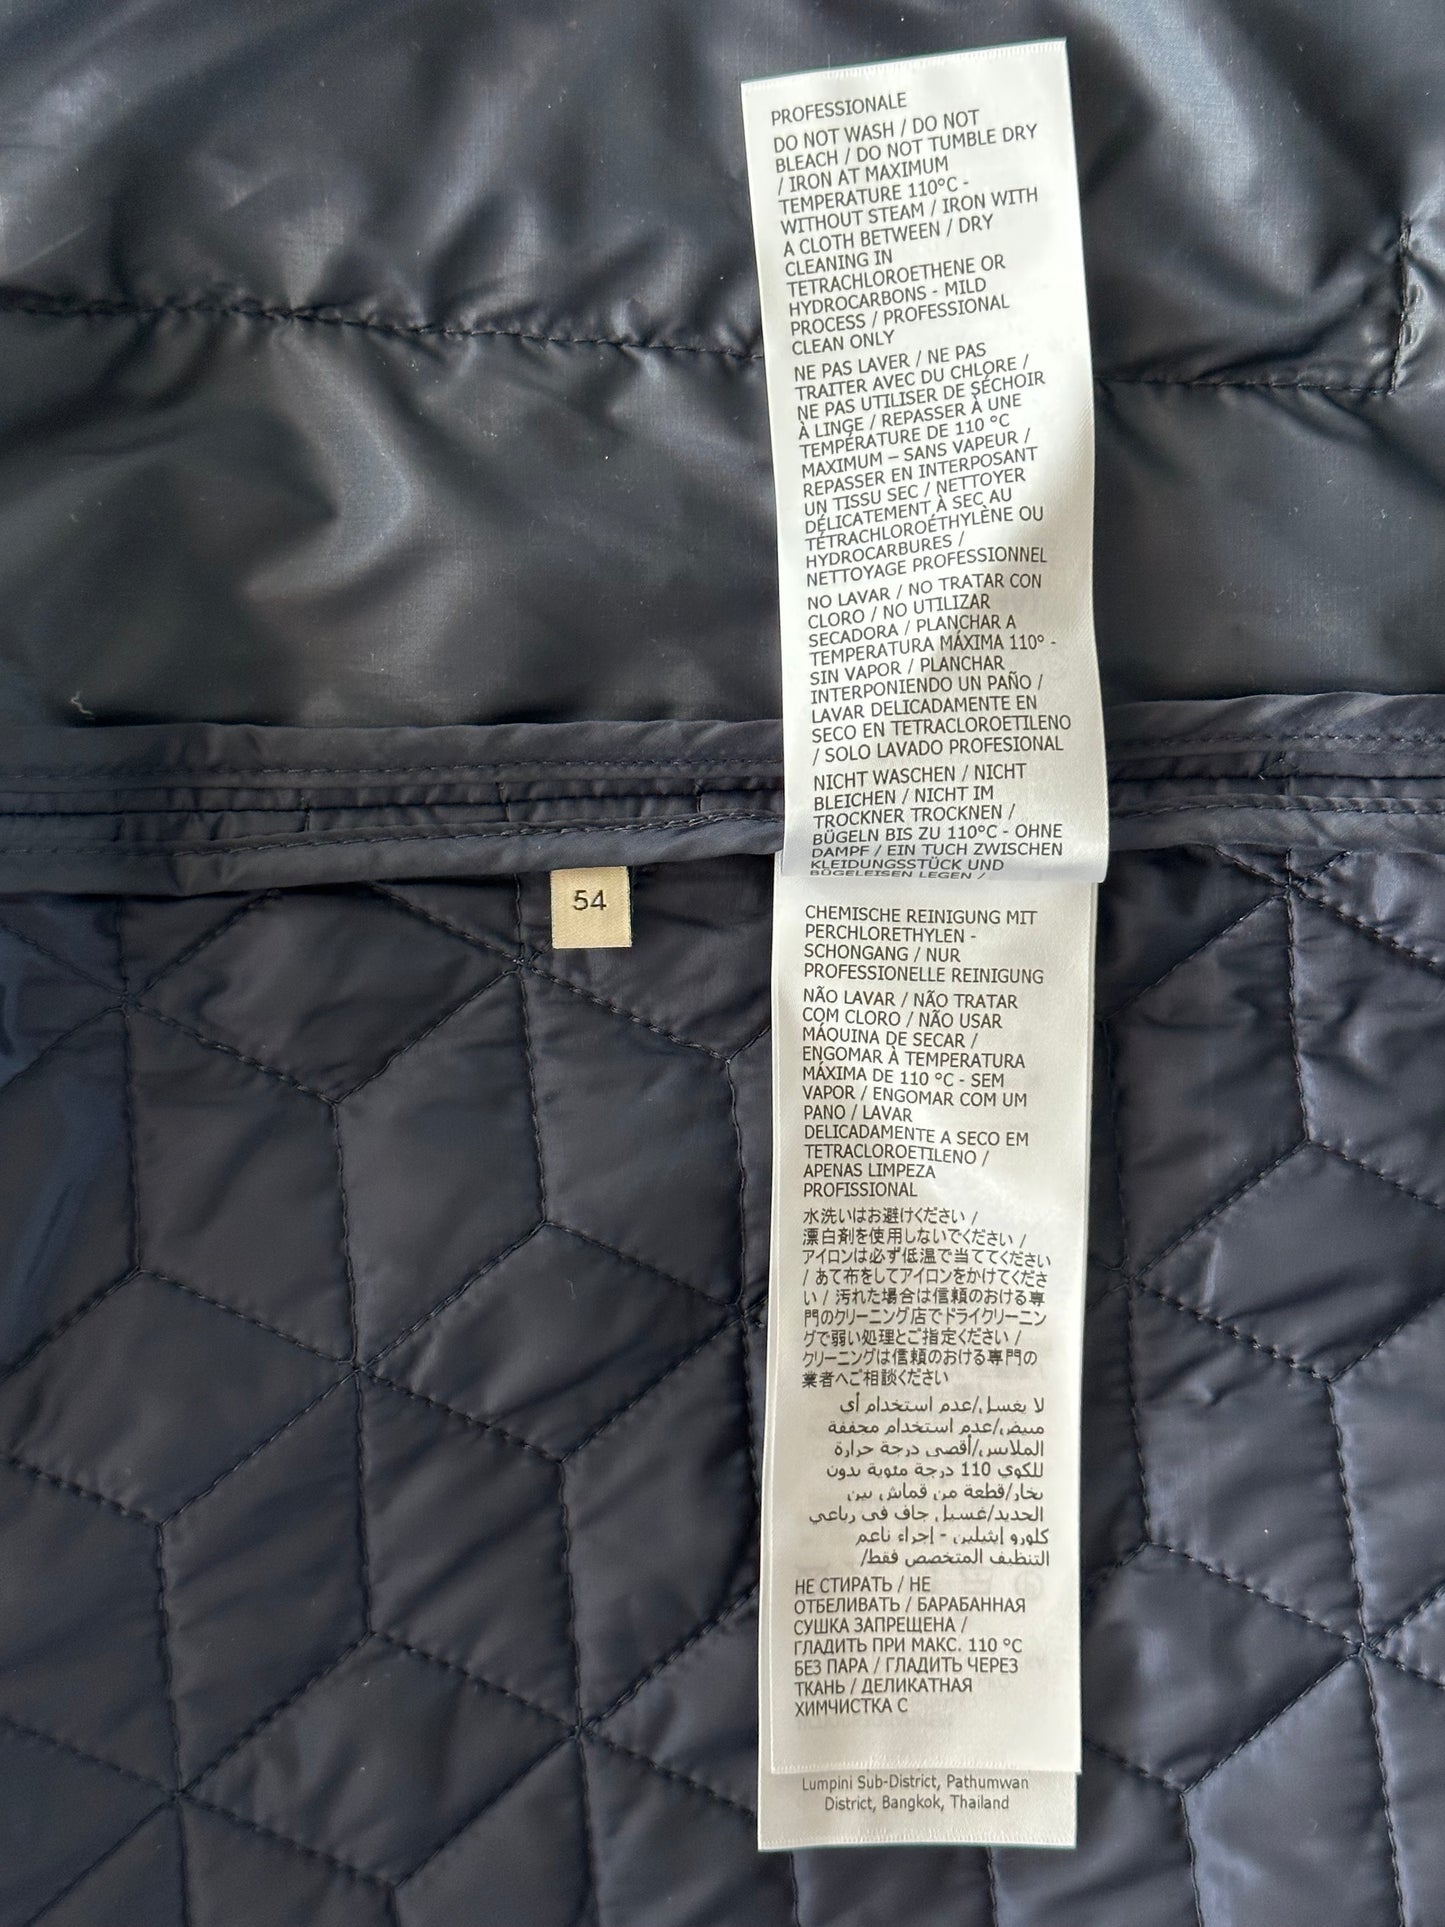 PROFESSIONALE
DO NOT WASH / DO NOT
BLEACH / DO NOT TUMBLE DRY
/ IRON AT MAXIMUM
TEMPERATURE 110°C -
WITHOUT STEAM / IRON WITH
A CLOTH BETWEEN / DRY
CLEANING IN
TETRACHLOROETHENE OR
HYDROCARBONS - MILD
PROCESS / PROFESSIONAL
CLEAN ONLY
NE PAS LAVER / NE PAS
TRAITER AVEC DU CHLORE /
NE PAS UTILISER DE SÉCHOIR
À LINGE / REPASSER À UNE
TEMPÉRATURE DE 110 °C
MAXIMUM – SANS VAPEUR /
REPASSER EN INTERPOSANT
UN TISSU SEC / NETTOYER
DÉLICATEMENT À SEC AU
TÉTRACHLOROÉTHYLÈNE OU
HYDROCARBURES /
NETTOYAGE PROFESSIONNEL
NO LAVAR / NO TRATAR CON
CLORO / NO UTILIZAR
SECADORA / PLANCHAR A
TEMPERATURA MÁXIMA 110° -
SIN VAPOR / PLANCHAR
INTERPONIENDO UN PAÑO /
LAVAR DELICADAMENTE EN
SECO EN TETRACLOROETILENO
/ SOLO LAVADO PROFESIONAL
NICHT WASCHEN / NICHT
BLEICHEN / NICHT IM
TROCKNER TROCKNEN /
BÜGELN BIS ZU 110°C - OHNE
DAMPF / EIN TUCH ZWISCHEN
KLEIDUNGSSTÜCK UND
BÜGELEISEN LEGEN /
54
CHEMISCHE REINIGUNG MIT
PERCHLORETHYLEN -
SCHONGANG / NUR
PROFESSIONELLE REINIGUNG
NÃO LAVAR / NÃO TRATAR
COM CLORO / NÃO USAR
MÁQUINA DE SECAR /
ENGOMAR À TEMPERATURA
MÁXIMA DE 110 °C - SEM
VAPOR / ENGOMAR COM UM
PANO / LAVAR
DELICADAMENTE A SECO EM
TETRACLOROETILENO /
APENAS LIMPEZA
PROFISSIONAL
水洗いはお避けください /
漂白剤を使用しないでください /
アイロンは必ず低温で当ててください
/ あて布をしてアイロンをかけてくださ
い / 汚れた場合は信頼のおける専
門のクリーニング店でドライクリーニン
グで弱い処理とご指定ください /
クリーニングは信頼のおける専門の
業者へご相談ください
لا يغسل/عدم استخدام أي
مبيض/عدم استخدام مجففة
الملابس/أقصى درجة حرارة
للكوي 110 درجة مئوية بدون
بخار/قطعة من قماش بين
الحديد/غسيل جاف في رباعي
كلورو إيثيلين - إجراء ناعم
التنظيف المتخصص فقط/
НЕ СТИРАТЬ / НЕ
ОТБЕЛИВАТЬ / БАРАБАННАЯ
СУШКА ЗАПРЕЩЕНА /
ГЛАДИТЬ ПРИ МАКС. 110 °C
БЕЗ ПАРА / ГЛАДИТЬ ЧЕРЕЗ
ТКАНЬ / ДЕЛИКАТНАЯ
ХИМЧИСТКА С
Lumpini Sub-District, Pathumwan
District, Bangkok, Thailand